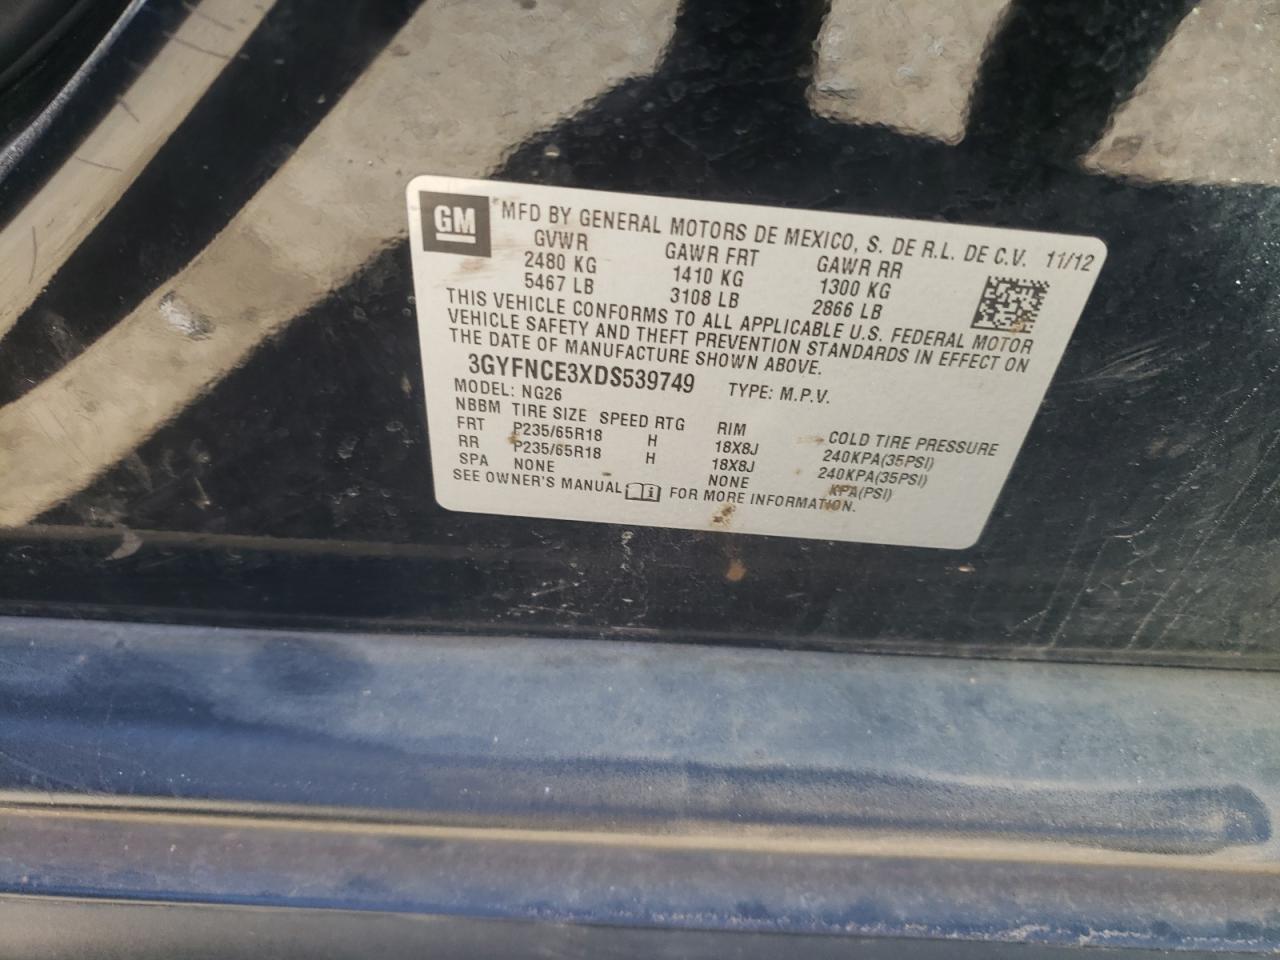 GM MFD BY GENERAL MOTORS DE MEXICO, S. DE R.L. DE C.V. 11/12
GVWR GAWR FRT GAWR RR
2480 KG 1410 KG 1300 KG
5467 LB 3108 LB 2866 LB
THIS VEHICLE CONFORMS TO ALL APPLICABLE U.S. FEDERAL MOTOR
VEHICLE SAFETY AND THEFT PREVENTION STANDARDS IN EFFECT ON
THE DATE OF MANUFACTURE SHOWN ABOVE.
3GYFNCE3XDS539749 TYPE: M.P.V.
MODEL: NG26
NBBM TIRE SIZE SPEED RTG RIM COLD TIRE PRESSURE
FRT P235/65R18 H 18X8J 240KPA(35PSI)
RR P235/65R18 H 18X8J 240KPA(35PSI)
SPA NONE NONE KPA(PSI)
SEE OWNER'S MANUAL FOR MORE INFORMATION.